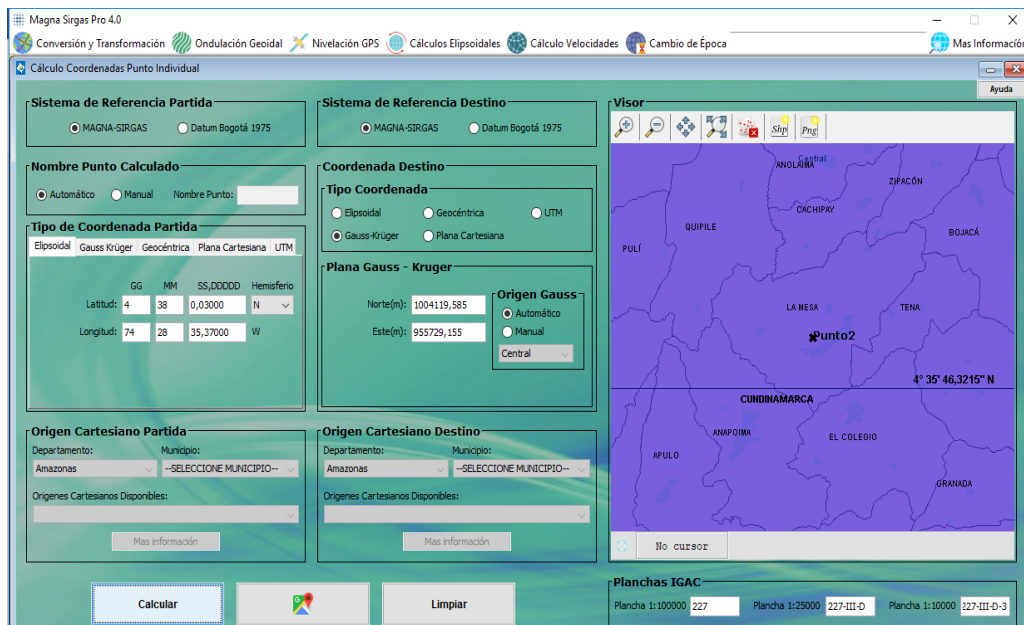 Magna Sirgas Pro 4.0
Conversión y Transformación Ondulación Geoidal Nivelación GPS Cálculos Elipsoidales Cálculo Velocidades Cambio de Época Mas Informació
Cálculo Coordenadas Punto Individual
Ayuda
Sistema de Referencia Partida
MAGNA-SIRGAS Datum Bogotá 1975
Nombre Punto Calculado
Automático Manual Nombre Punto:
Tipo de Coordenada Partida
Elipsoidal Gauss Krüger Geocéntrica Plana Cartesiana UTM
GG MM SS,DDDDD Hemisferio
Latitud: 4 38 0,03000 N
Longitud: 74 28 35,37000 W
Origen Cartesiano Partida
Departamento: Municipio:
Amazonas --SELECCIONE MUNICIPIO--
Origenes Cartesianos Disponibles:
Mas información
Sistema de Referencia Destino
MAGNA-SIRGAS Datum Bogotá 1975
Coordenada Destino
Tipo Coordenada
Elipsoidal Geocéntrica UTM
Gauss-Krüger Plana Cartesiana
Plana Gauss - Kruger
Norte(m): 1004119,585
Este(m): 955729,155
Origen Gauss
Automático
Manual
Central
Origen Cartesiano Destino
Departamento: Municipio:
Amazonas --SELECCIONE MUNICIPIO--
Origenes Cartesianos Disponibles:
Mas información
Visor
Shp Png
Central
ANOLAIMA
ZIPACÓN
CACHIPAY
QUIPILE
BOJACÁ
PULÍ
LA MESA
TENA
Punto2
4° 35' 46,3215" N
CUNDINAMARCA
ANAPOIMA
EL COLEGIO
APULO
GRANADA
No cursor
Calcular Limpiar
Planchas IGAC
Plancha 1:100000 227 Plancha 1:25000 227-III-D Plancha 1:10000 227-III-D-3